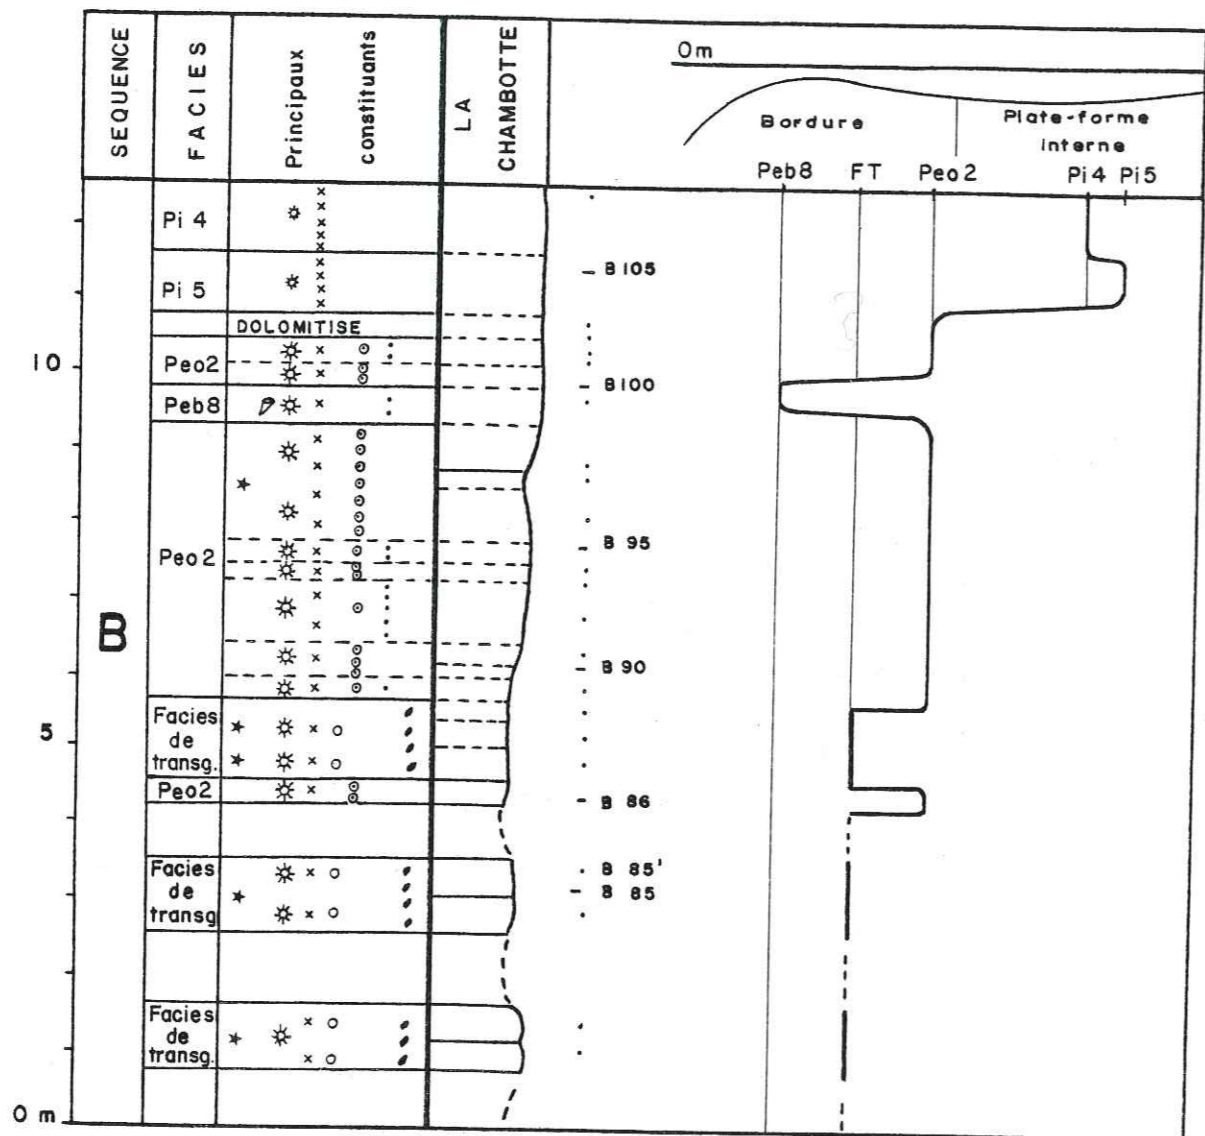 SEQUENCE
FACIES
Principaux
constituants
LA
CHAMBOTTE
0m
Bordure
Plate-forme
interne
Peb8 FT Peo2 Pi4 Pi5
Pi 4
B 105
Pi 5
DOLOMITISE
10
Peo2
B 100
Peb8
B 95
Peo2
B
B 90
Facies
de
transg.
5
Peo2
B 86
Facies
de
transg
B 85'
B 85
Facies
de
transg.
0 m